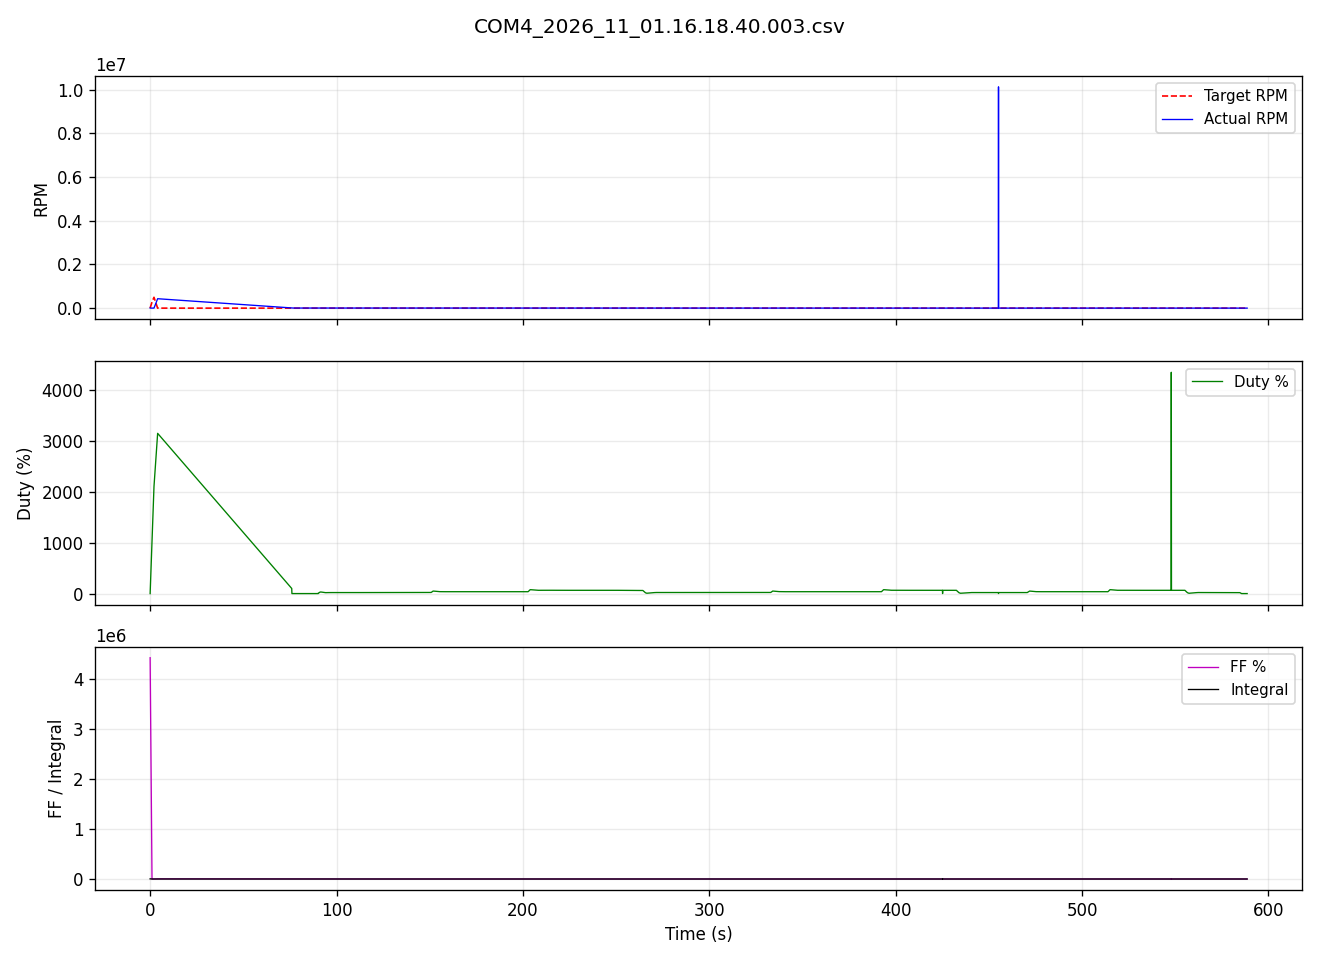 COM4_2026_11_01.16.18.40.003.csv
1e7
1.0
0.8
0.6
0.4
0.2
0.0
RPM
Target RPM
Actual RPM
4000
3000
2000
1000
0
Duty (%)
Duty %
1e6
4
3
2
1
0
FF / Integral
FF %
Integral
0 100 200 300 400 500 600
Time (s)